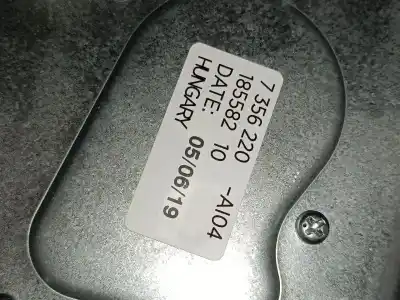 7 356 220 -AI04
185582 10
DATE: 05/06/19
HUNGARY